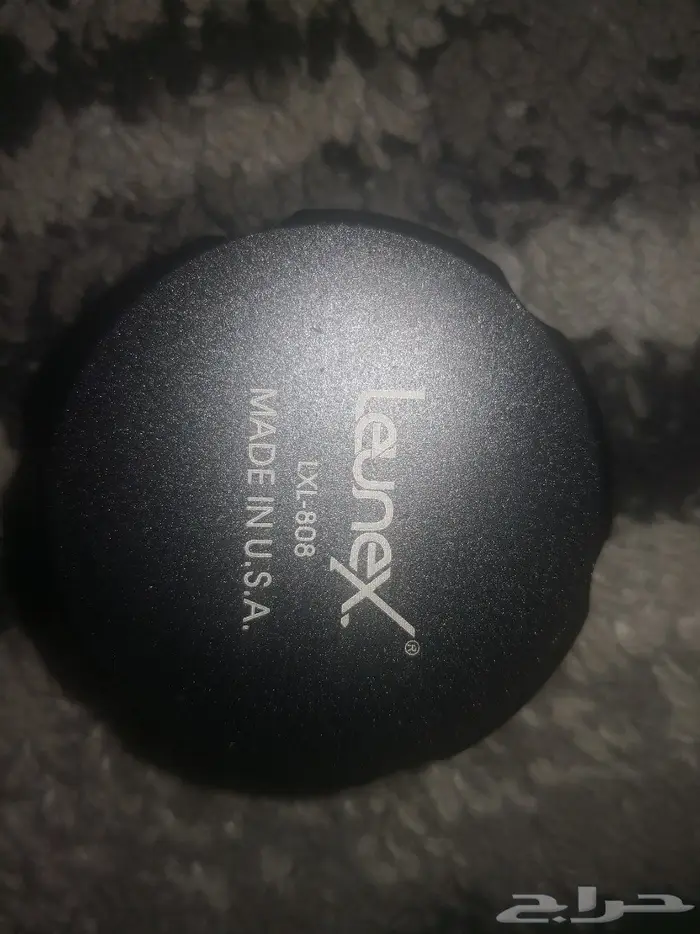 Leunex.®
LXL-808
MADE IN U.S.A.
حراج